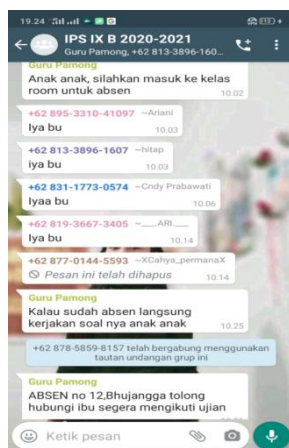 19.24
IPS IX B 2020-2021
Guru Pamong, +62 813-3896-160...
Guru Pamong
Anak anak, silahkan masuk ke kelas
room untuk absen
10.02
+62 895-3310-41097 ~Ariani
Iya bu
10.03
+62 813-3896-1607 ~hitap
iya bu
10.03
+62 831-1773-0574 ~Cndy Prabawati
Iyaa bu
10.06
+62 819-3667-3405 ~.___ARI.___
Iya bu
10.14
+62 877-0144-5593 ~XCahya_permanaX
Pesan ini telah dihapus
10.14
Guru Pamong
Kalau sudah absen langsung
kerjakan soal nya anak anak
10.25
+62 878-5859-8157 telah bergabung menggunakan
tautan undangan grup ini
Guru Pamong
ABSEN no 12,Bhujangga tolong
hubungi ibu segera mengikuti ujian
Ketik pesan